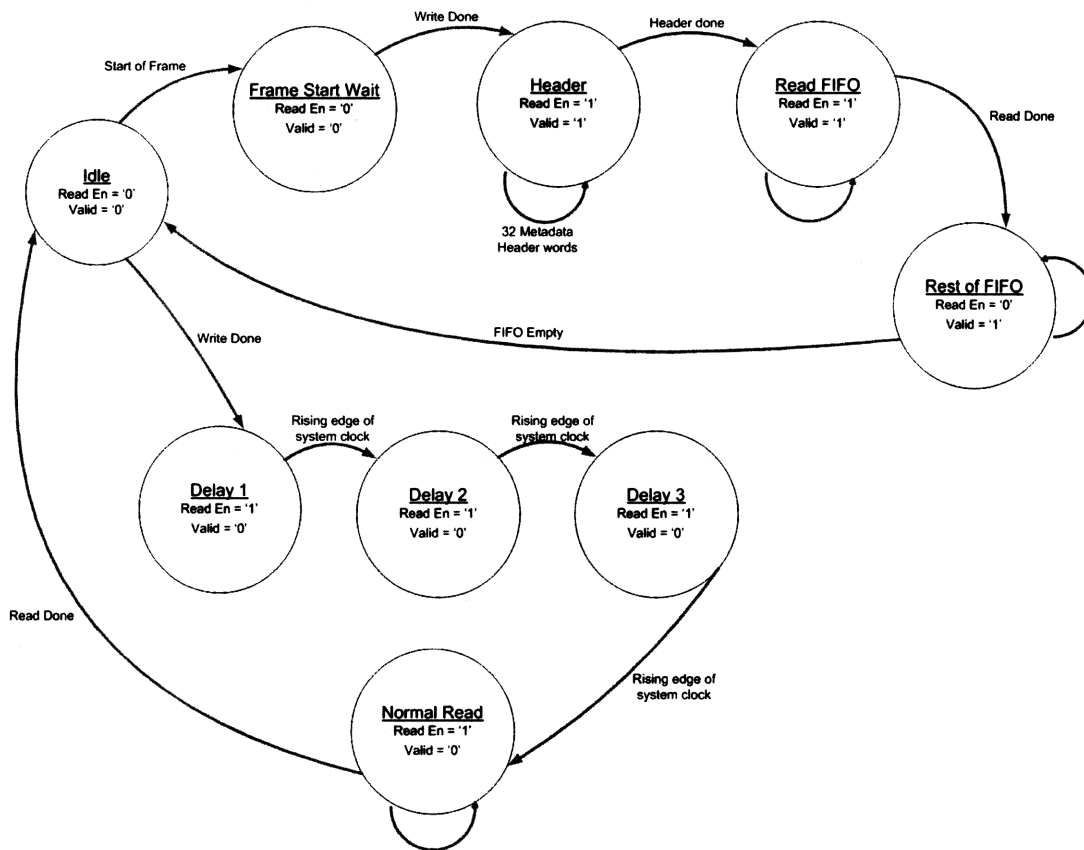 Write Done
Header done
Start of Frame
Frame Start Wait
Read En = '0'
Valid = '0'
Header
Read En = '1'
Valid = '1'
Read FIFO
Read En = '1'
Valid = '1'
Read Done
Idle
Read En = '0'
Valid = '0'
32 Metadata
Header words
Rest of FIFO
Read En = '0'
Valid = '1'
FIFO Empty
Write Done
Rising edge of
system clock
Rising edge of
system clock
Delay 1
Read En = '1'
Valid = '0'
Delay 2
Read En = '1'
Valid = '0'
Delay 3
Read En = '1'
Valid = '0'
Read Done
Rising edge of
system clock
Normal Read
Read En = '1'
Valid = '0'